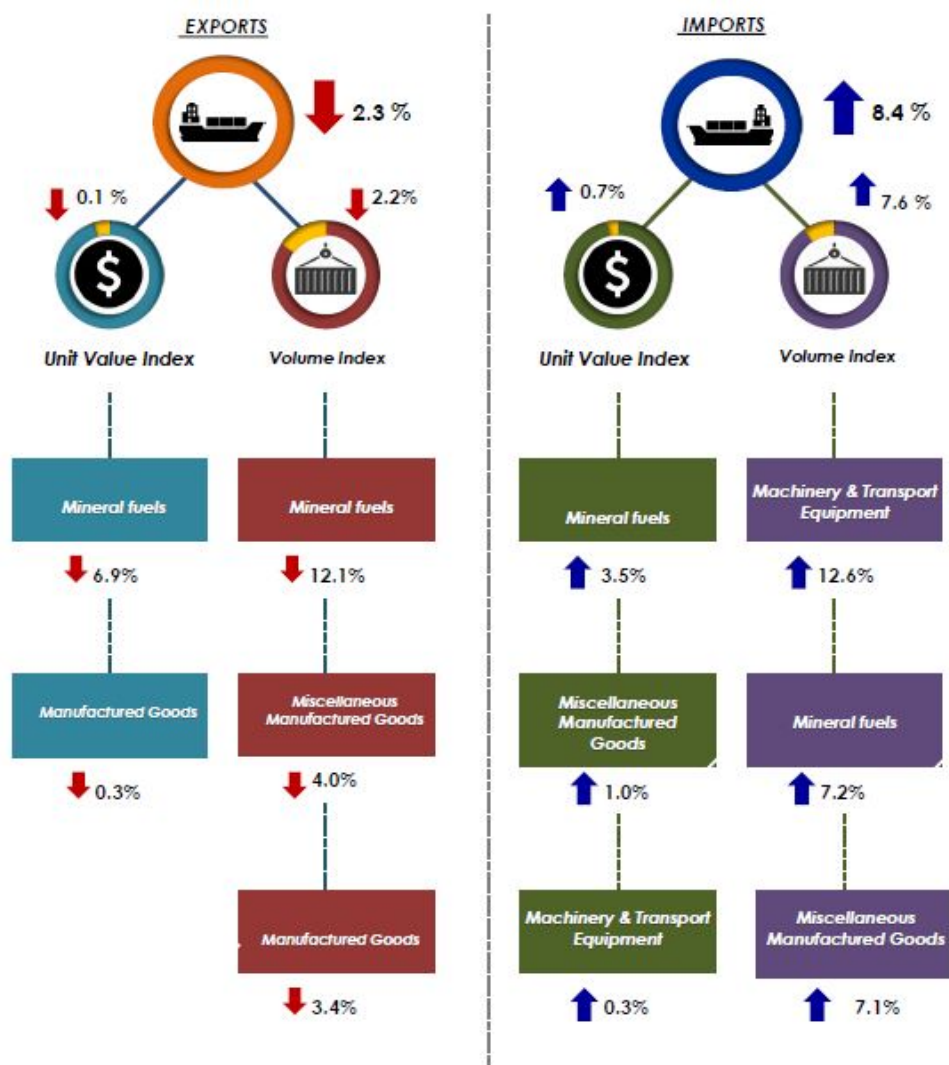 EXPORTS
2.3 %
0.1 %
2.2%
$
Unit Value Index
Volume Index
Mineral fuels
6.9%
Mineral fuels
12.1%
Manufactured Goods
0.3%
Miscellaneous
Manufactured Goods
4.0%
Manufactured Goods
3.4%
IMPORTS
8.4 %
0.7%
7.6 %
$
Unit Value Index
Volume Index
Mineral fuels
3.5%
Machinery & Transport
Equipment
12.6%
Miscellaneous
Manufactured
Goods
1.0%
Mineral fuels
7.2%
Machinery & Transport
Equipment
0.3%
Miscellaneous
Manufactured Goods
7.1%